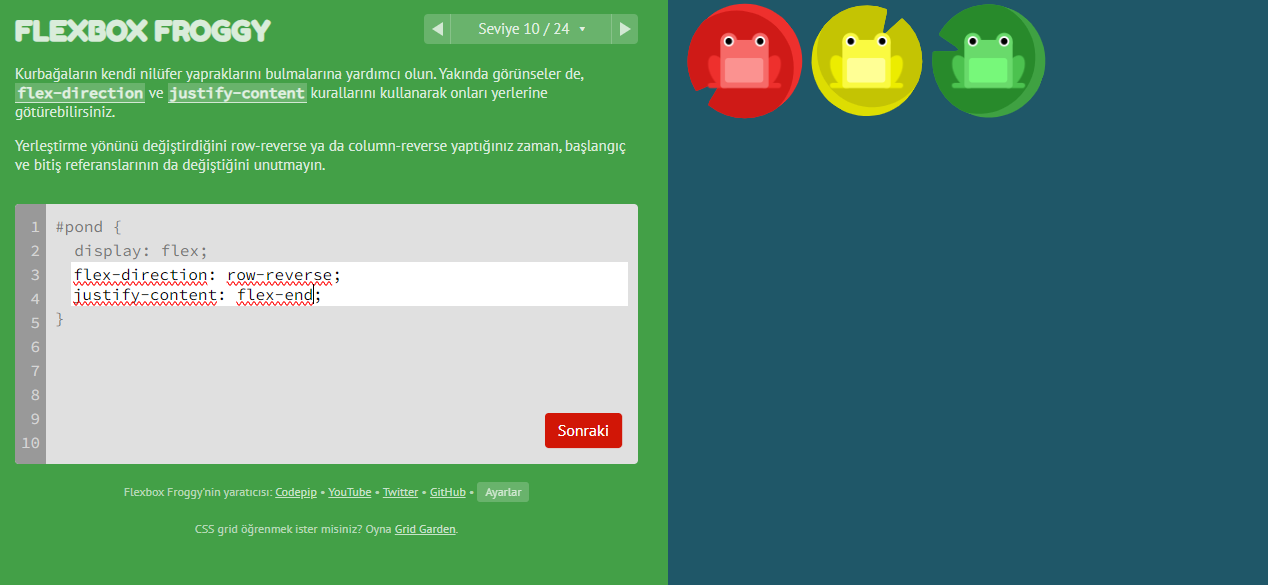 FLEXBOX FROGGY
Seviye 10 / 24
Kurbağaların kendi nilüfer yapraklarını bulmalarına yardımcı olun. Yakında görünseler de,
flex-direction ve justify-content kurallarını kullanarak onları yerlerine
götürebilirsiniz.
Yerleştirme yönünü değiştirdiğini row-reverse ya da column-reverse yaptığınız zaman, başlangıç
ve bitiş referanslarının da değiştiğini unutmayın.
1 #pond {
2 display: flex;
3 flex-direction: row-reverse;
4 justify-content: flex-end;
5 }
6
7
8
9
10
Sonraki
Flexbox Froggy'nin yaratıcısı: Codepip • YouTube • Twitter • GitHub • Ayarlar
CSS grid öğrenmek ister misiniz? Oyna Grid Garden.